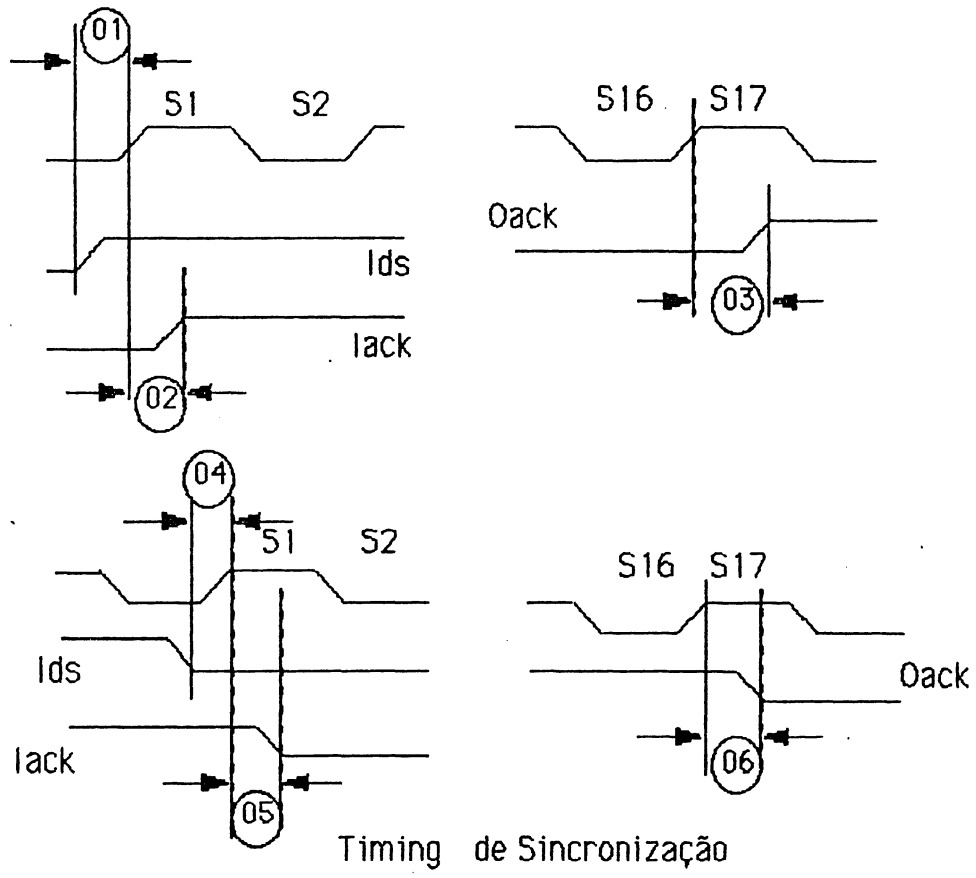 01
S1 S2
Ids
Iack
02
S16 S17
Oack
03
04
S1 S2
Ids
Iack
05
S16 S17
Oack
06
Timing de Sincronização